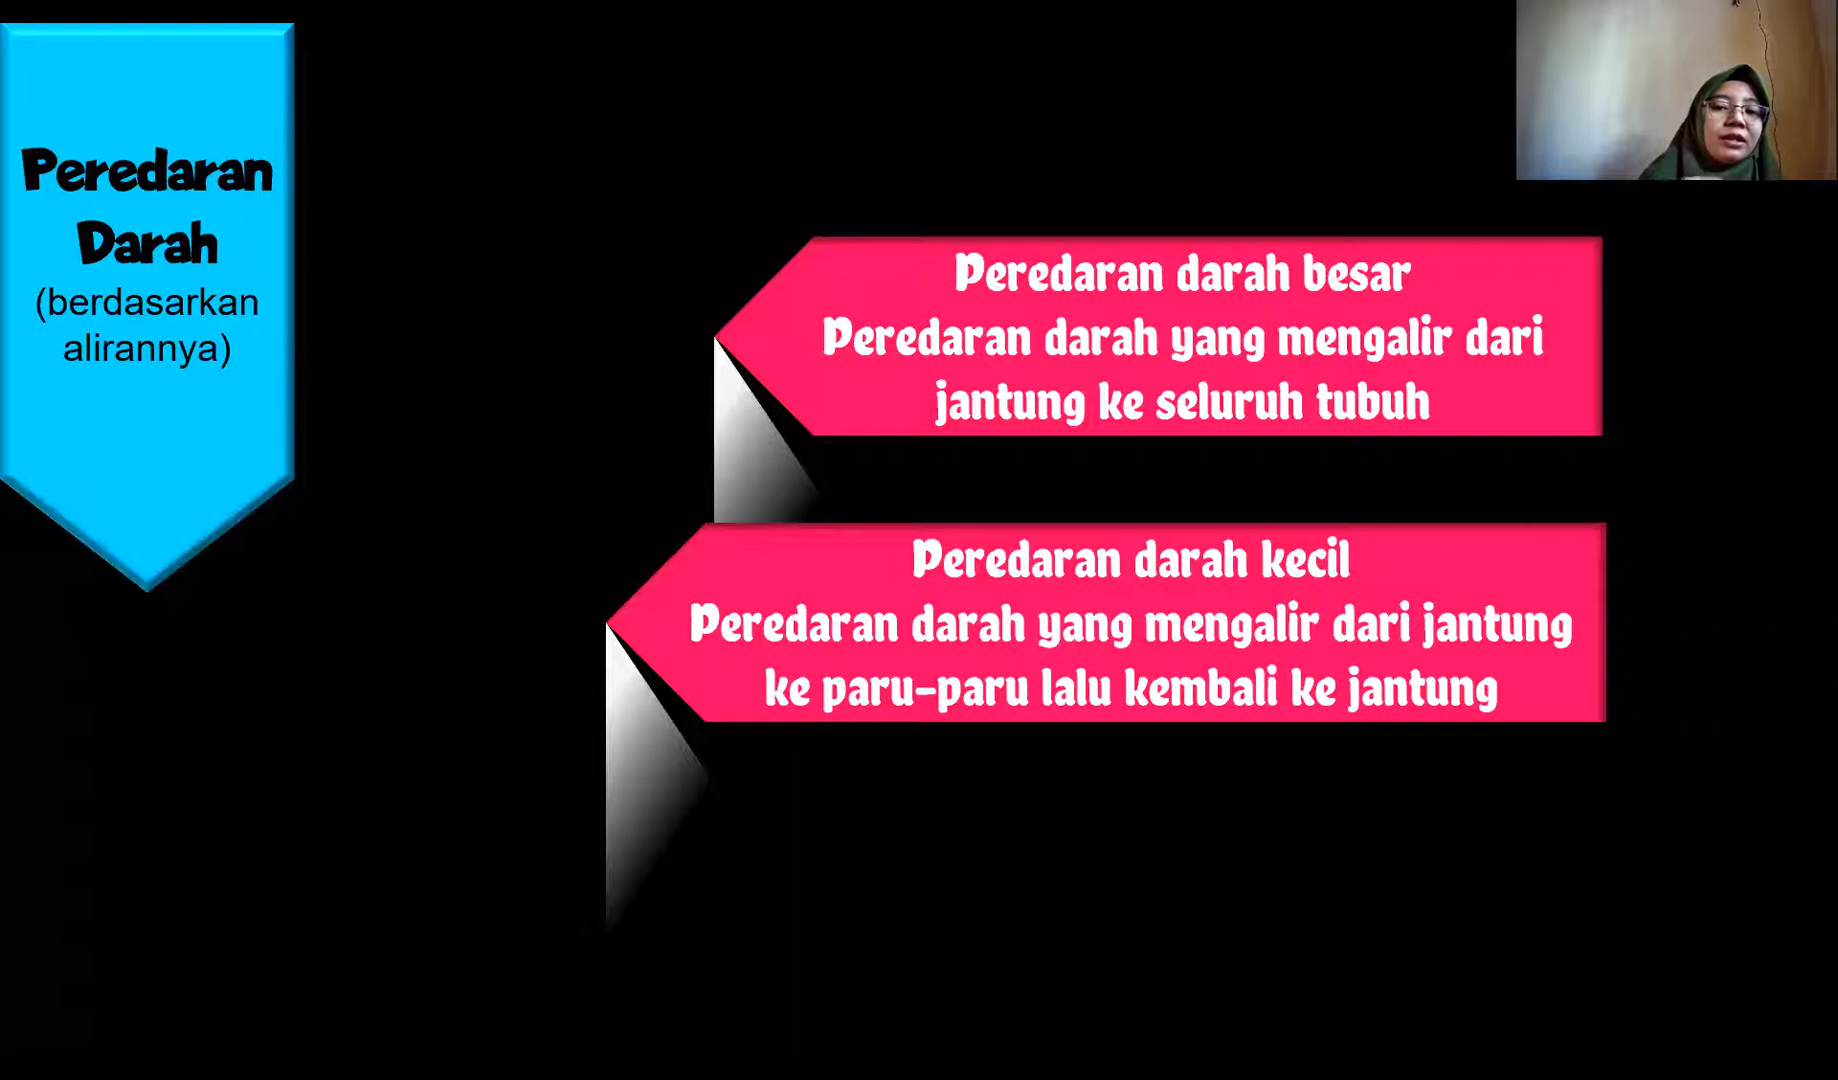 Peredaran
Darah
(berdasarkan
alirannya)
Peredaran darah besar
Peredaran darah yang mengalir dari
jantung ke seluruh tubuh
Peredaran darah kecil
Peredaran darah yang mengalir dari jantung
ke paru-paru lalu kembali ke jantung